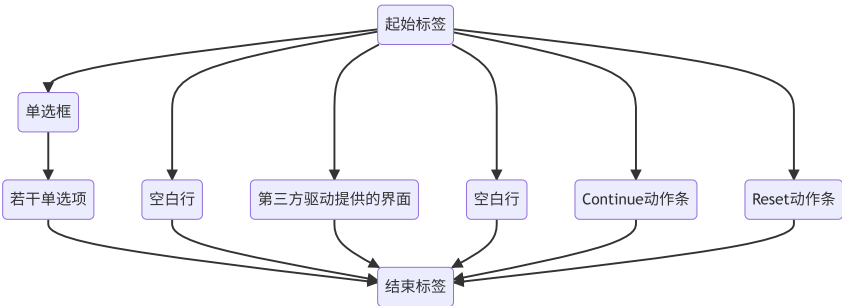 起始标签
单选框
若干单选项
空白行
第三方驱动提供的界面
空白行
Continue动作条
Reset动作条
结束标签